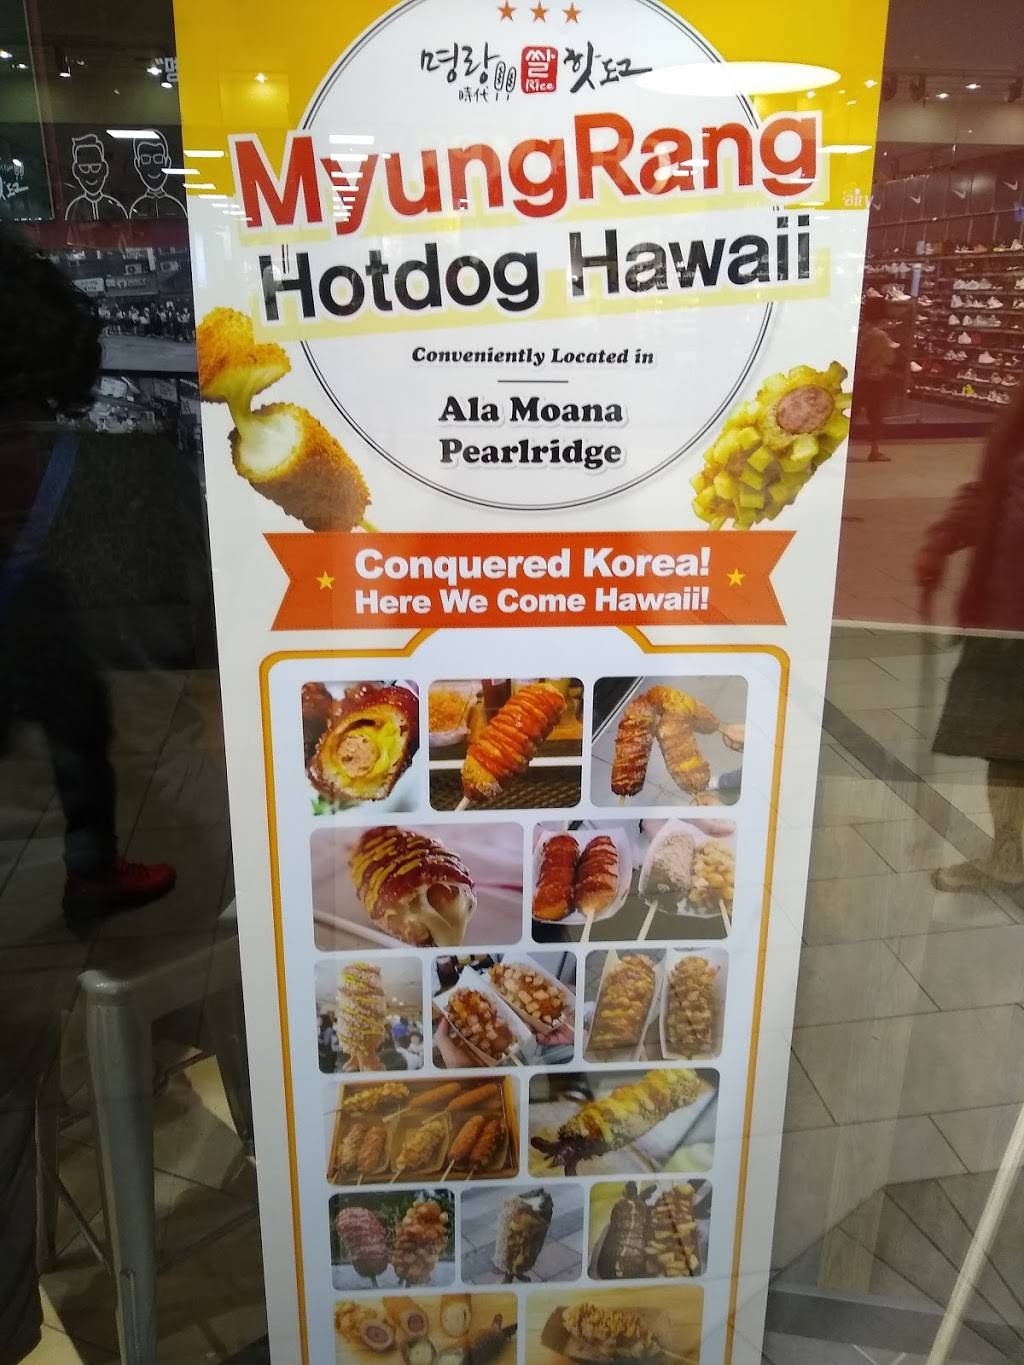 명랑 쌀 핫도그
時代 Rice
MyungRang
Hotdog Hawaii
Conveniently Located in
Ala Moana
Pearlridge
Conquered Korea!
Here We Come Hawaii!